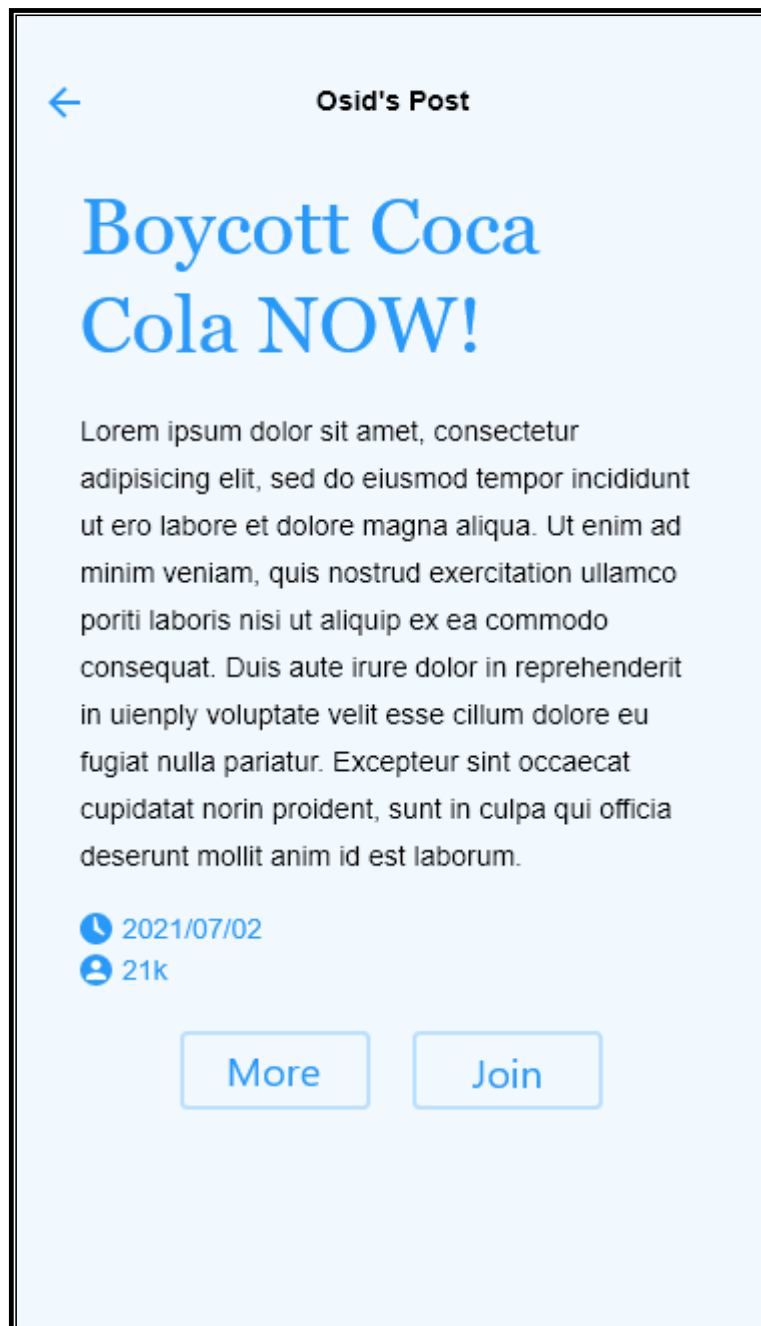 Osid's Post
Boycott Coca
Cola NOW!
Lorem ipsum dolor sit amet, consectetur
adipisicing elit, sed do eiusmod tempor incididunt
ut ero labore et dolore magna aliqua. Ut enim ad
minim veniam, quis nostrud exercitation ullamco
poriti laboris nisi ut aliquip ex ea commodo
consequat. Duis aute irure dolor in reprehenderit
in uienply voluptate velit esse cillum dolore eu
fugiat nulla pariatur. Excepteur sint occaecat
cupidatat norin proident, sunt in culpa qui officia
deserunt mollit anim id est laborum.
2021/07/02
21k
More Join